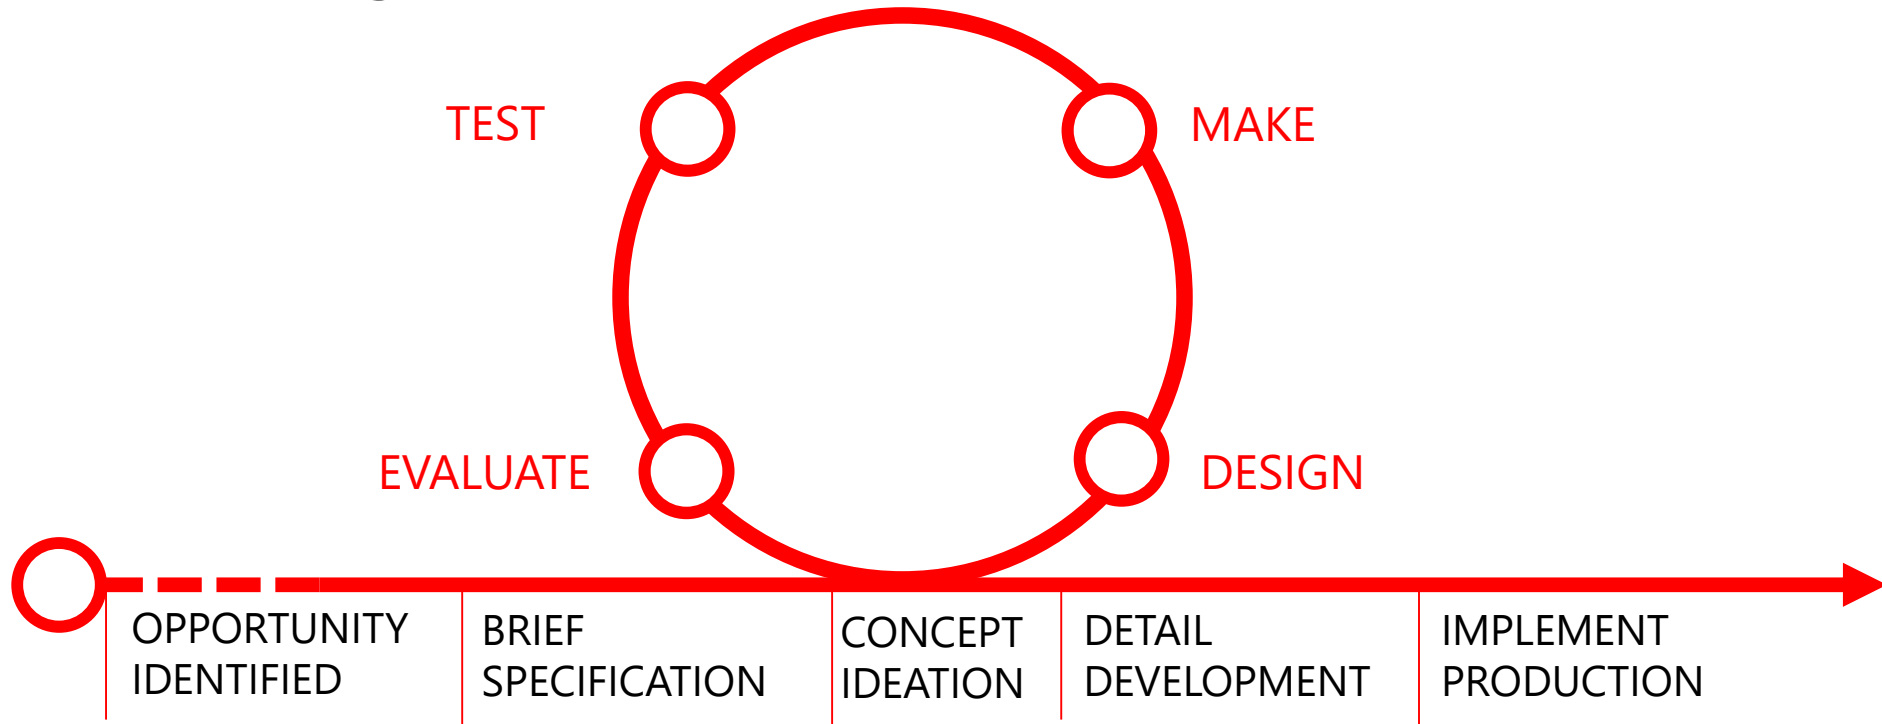 TEST
MAKE
EVALUATE
DESIGN
OPPORTUNITY
IDENTIFIED
BRIEF
SPECIFICATION
CONCEPT
IDEATION
DETAIL
DEVELOPMENT
IMPLEMENT
PRODUCTION